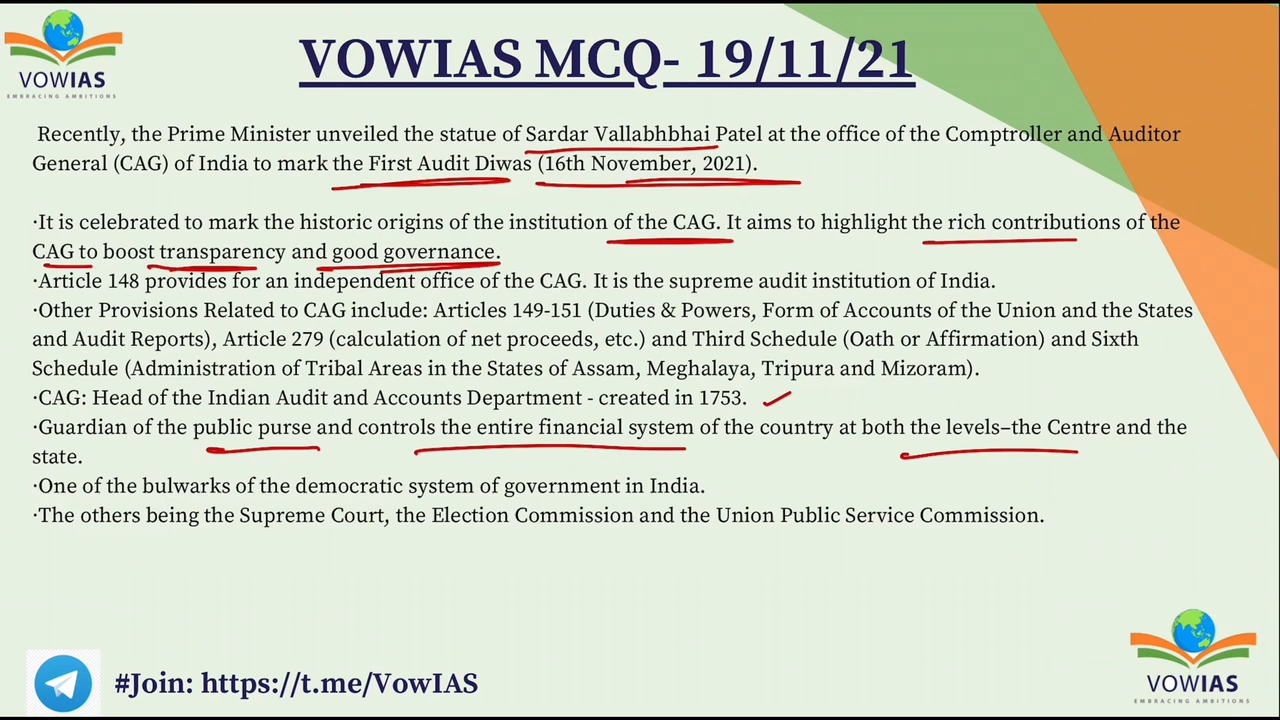 VOWIAS
EMBRACING AMBITIONS
VOWIAS MCQ- 19/11/21
Recently, the Prime Minister unveiled the statue of Sardar Vallabhbhai Patel at the office of the Comptroller and Auditor
General (CAG) of India to mark the First Audit Diwas (16th November, 2021).
·It is celebrated to mark the historic origins of the institution of the CAG. It aims to highlight the rich contributions of the
CAG to boost transparency and good governance.
·Article 148 provides for an independent office of the CAG. It is the supreme audit institution of India.
·Other Provisions Related to CAG include: Articles 149-151 (Duties & Powers, Form of Accounts of the Union and the States
and Audit Reports), Article 279 (calculation of net proceeds, etc.) and Third Schedule (Oath or Affirmation) and Sixth
Schedule (Administration of Tribal Areas in the States of Assam, Meghalaya, Tripura and Mizoram).
·CAG: Head of the Indian Audit and Accounts Department - created in 1753.
·Guardian of the public purse and controls the entire financial system of the country at both the levels–the Centre and the
state.
·One of the bulwarks of the democratic system of government in India.
·The others being the Supreme Court, the Election Commission and the Union Public Service Commission.
#Join: https://t.me/VowIAS
VOWIAS
EMBRACING AMBITIONS